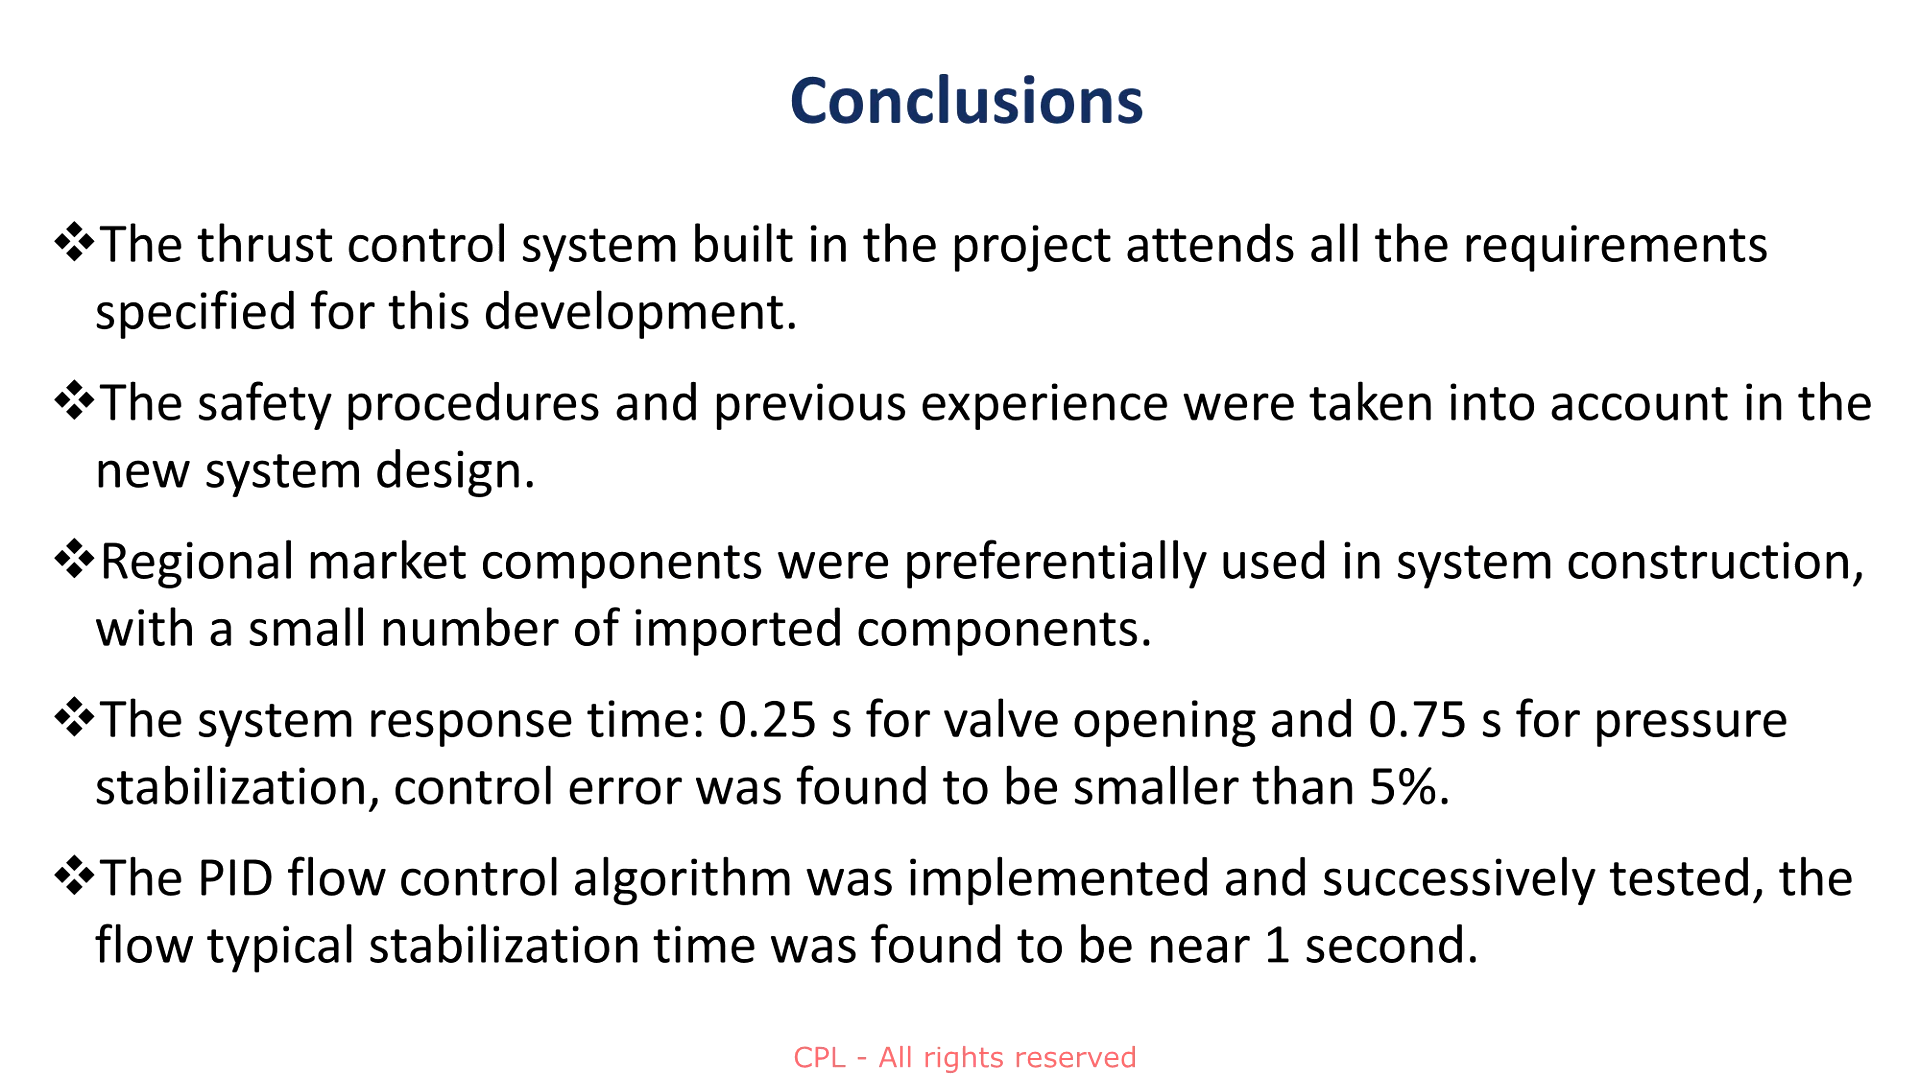 Conclusions
❖The thrust control system built in the project attends all the requirements
specified for this development.
❖The safety procedures and previous experience were taken into account in the
new system design.
❖Regional market components were preferentially used in system construction,
with a small number of imported components.
❖The system response time: 0.25 s for valve opening and 0.75 s for pressure
stabilization, control error was found to be smaller than 5%.
❖The PID flow control algorithm was implemented and successively tested, the
flow typical stabilization time was found to be near 1 second.
CPL - All rights reserved